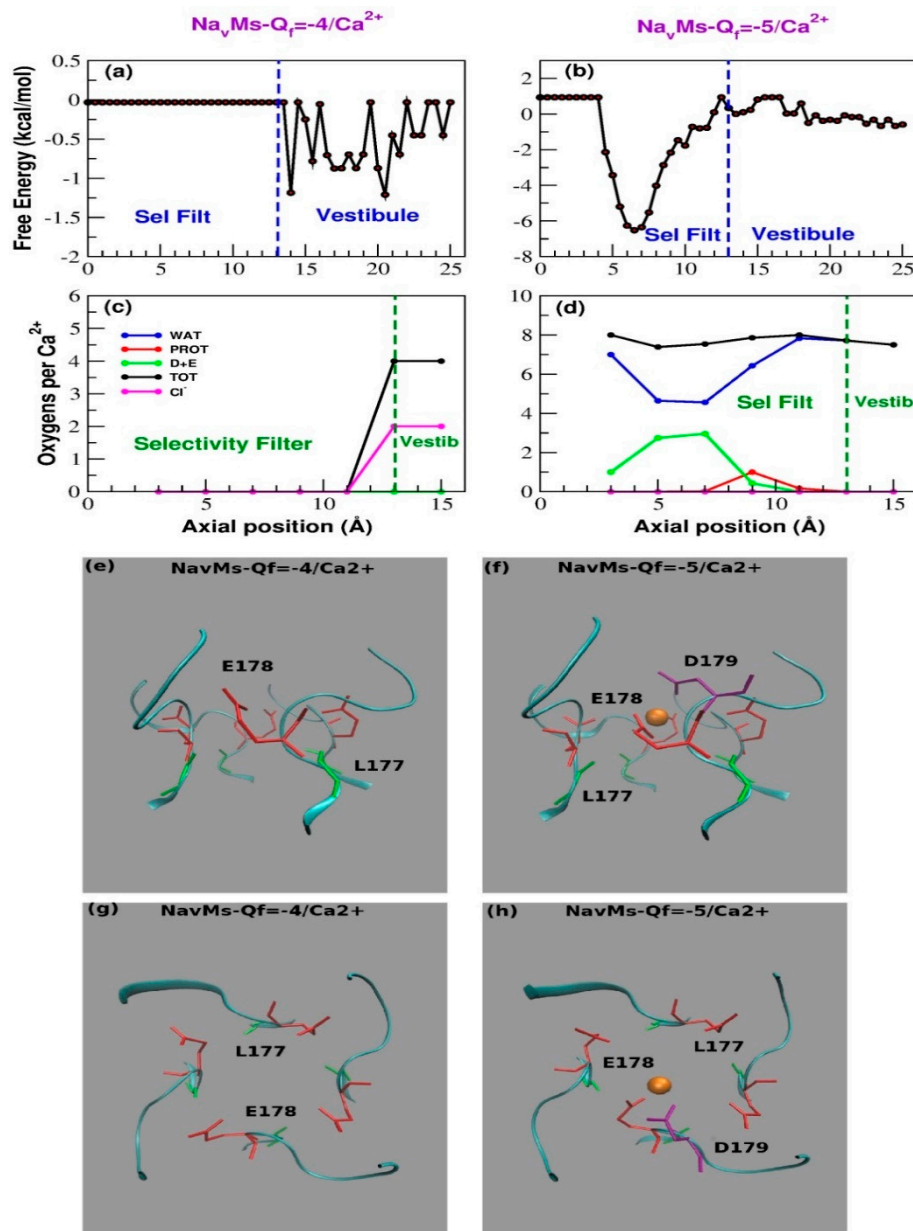 NaᵥMs-Q_f=-4/Ca²⁺
NaᵥMs-Q_f=-5/Ca²⁺
Free Energy (kcal/mol)
(a)
0.5
0
-0.5
-1
-1.5
-2
Sel Filt
Vestibule
0 5 10 15 20 25
(b)
2
0
-2
-4
-6
-8
Sel Filt
Vestibule
0 5 10 15 20 25
Oxygens per Ca²⁺
(c)
6
5
4
3
2
1
0
WAT
PROT
D+E
TOT
Cl⁻
Selectivity Filter
Vestib
0 5 10 15
Axial position (Å)
(d)
10
8
6
4
2
0
Sel Filt
Vestib
0 5 10 15
Axial position (Å)
(e) NavMs-Qf=-4/Ca2+
E178
L177
(f) NavMs-Qf=-5/Ca2+
D179
E178
L177
(g) NavMs-Qf=-4/Ca2+
L177
E178
(h) NavMs-Qf=-5/Ca2+
E178
L177
D179